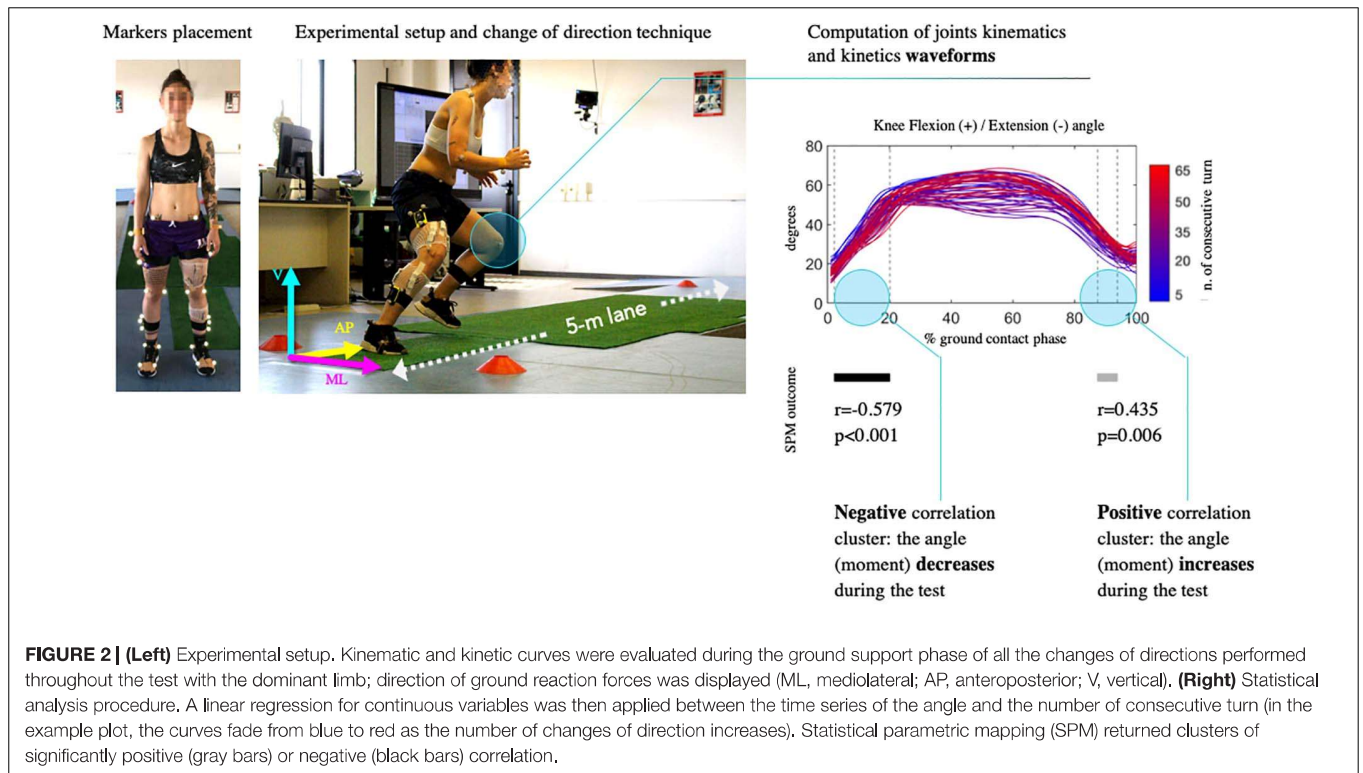 Markers placement
Experimental setup and change of direction technique
Computation of joints kinematics
and kinetics waveforms
V
AP
ML
5-m lane
Knee Flexion (+) / Extension (-) angle
degrees
80
60
40
20
0
0
20
40
60
80
100
% ground contact phase
65
50
35
20
5
n. of consecutive turn
SPM outcome
r=-0.579
p<0.001
r=0.435
p=0.006
Negative correlation
cluster: the angle
(moment) decreases
during the test
Positive correlation
cluster: the angle
(moment) increases
during the test
FIGURE 2 | (Left) Experimental setup. Kinematic and kinetic curves were evaluated during the ground support phase of all the changes of directions performed
throughout the test with the dominant limb; direction of ground reaction forces was displayed (ML, mediolateral; AP, anteroposterior; V, vertical). (Right) Statistical
analysis procedure. A linear regression for continuous variables was then applied between the time series of the angle and the number of consecutive turn (in the
example plot, the curves fade from blue to red as the number of changes of direction increases). Statistical parametric mapping (SPM) returned clusters of
significantly positive (gray bars) or negative (black bars) correlation.